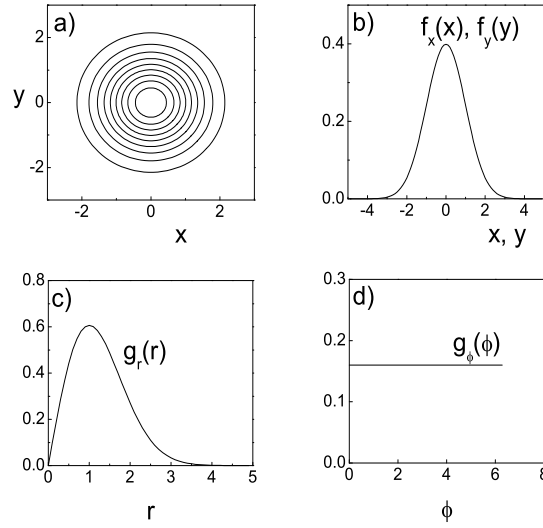 a)
2
0
-2
y
-2 0 2
x
b)
f_x(x), f_y(y)
0.4
0.2
0.0
-4 -2 0 2 4
x, y
c)
0.8
0.6
0.4
0.2
0.0
g_r(r)
0 1 2 3 4 5
r
d)
0.3
0.2
0.1
0.0
g_ϕ(ϕ)
0 2 4 6 8
ϕ